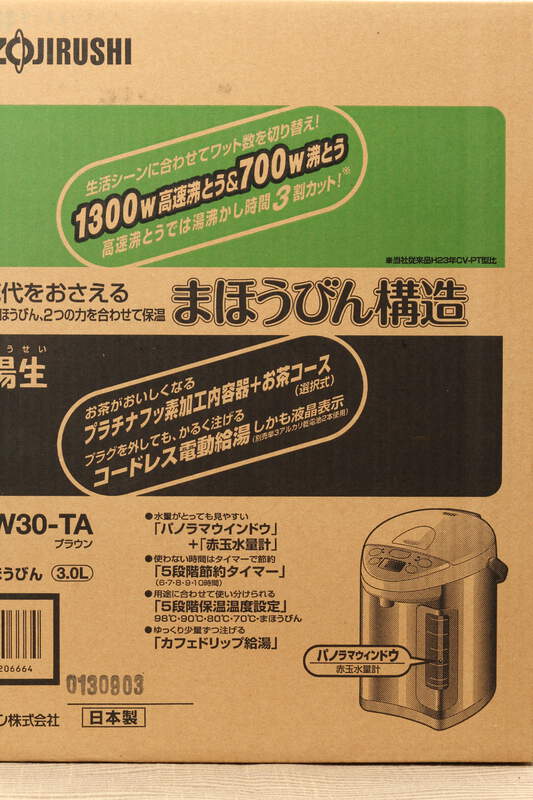 ZOJIRUSHI
生活シーンに合わせてワット数を切り替え!
1300W高速沸とう&700W沸とう
高速沸とうでは湯沸かし時間3割カット!※
※当社従来品H23年CV-PT型比
代をおさえる まほうびん構造
ほうびん、2つの力を合わせて保温
うせい
湯生
お茶がおいしくなる
プラチナフッ素加工内容器+お茶コース
(選択式)
プラグを外しても、かるく注げる
コードレス電動給湯 しかも液晶表示
(別売単3アルカリ乾電池2本使用)
W30-TA
ブラウン
ほうびん 3.0L
206664
0130803
ン株式会社 日本製
●水量がとっても見やすい
「パノラマウインドウ」
+「赤玉水量計」
●使わない時間はタイマーで節約
「5段階節約タイマー」
(6・7・8・9・10時間)
●用途に合わせて使い分けられる
「5段階保温温度設定」
98℃・90℃・80℃・70℃・まほうびん
●ゆっくり少量ずつ注げる
「カフェドリップ給湯」
パノラマウインドウ
赤玉水量計